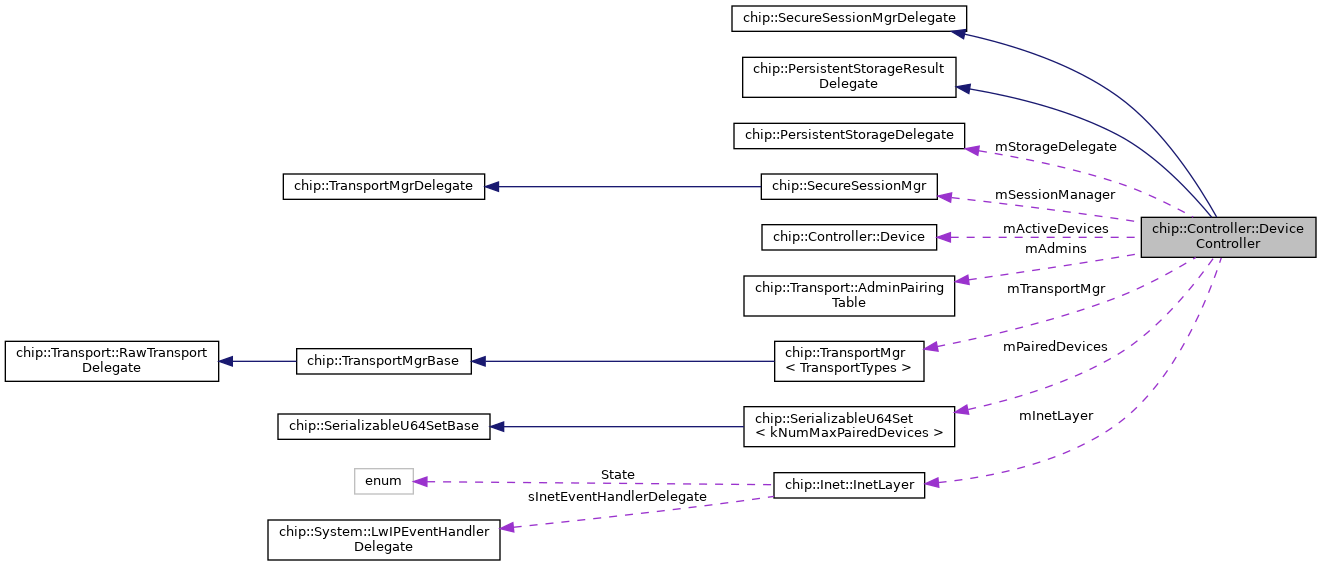 chip::SecureSessionMgrDelegate
chip::PersistentStorageResult
Delegate
chip::PersistentStorageDelegate
mStorageDelegate
chip::TransportMgrDelegate
chip::SecureSessionMgr
mSessionManager
chip::Controller::Device
mActiveDevices
chip::Controller::Device
Controller
mAdmins
chip::Transport::AdminPairing
Table
mTransportMgr
chip::Transport::RawTransport
Delegate
chip::TransportMgrBase
chip::TransportMgr
< TransportTypes >
mPairedDevices
chip::SerializableU64SetBase
chip::SerializableU64Set
< kNumMaxPairedDevices >
mInetLayer
enum
State
chip::Inet::InetLayer
sInetEventHandlerDelegate
chip::System::LwIPEventHandler
Delegate